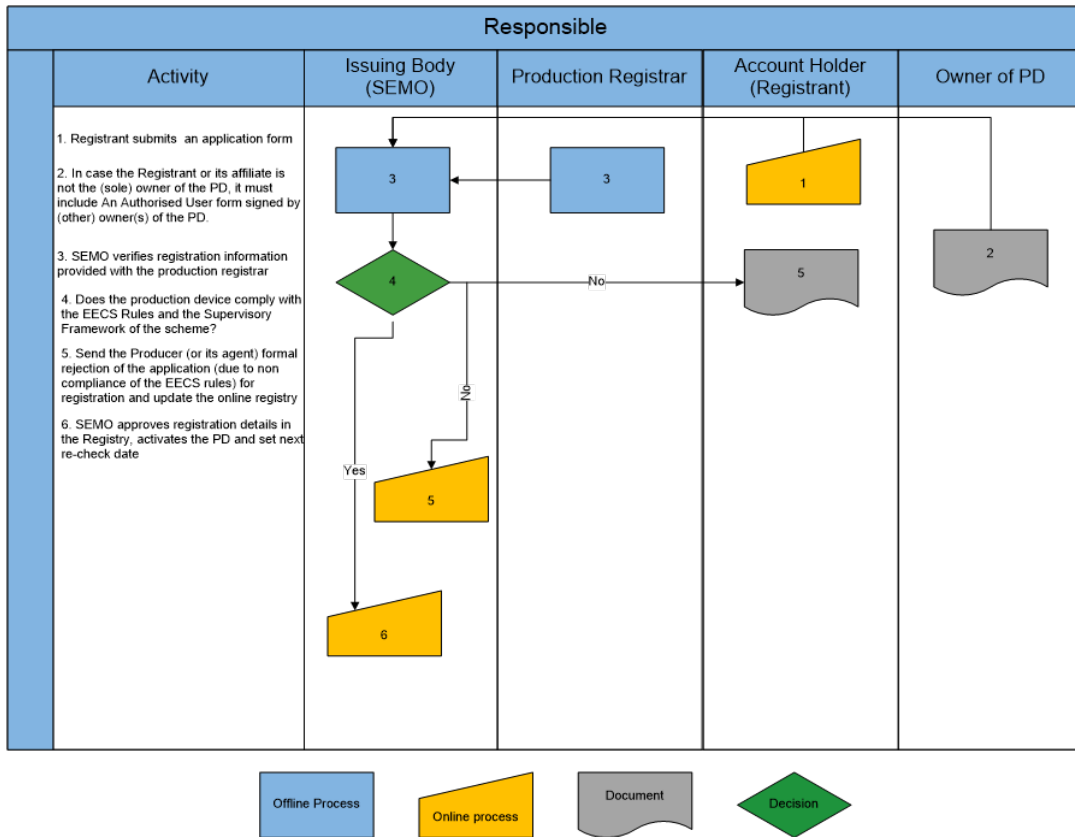 Responsible
Activity
Issuing Body
(SEMO)
Production Registrar
Account Holder
(Registrant)
Owner of PD
1. Registrant submits an application form
2. In case the Registrant or its affiliate is
not the (sole) owner of the PD, it must
include An Authorised User form signed by
(other) owner(s) of the PD.
3. SEMO verifies registration information
provided with the production registrar
4. Does the production device comply with
the EECS Rules and the Supervisory
Framework of the scheme?
5. Send the Producer (or its agent) formal
rejection of the application (due to non
compliance of the EECS rules) for
registration and update the online registry
6. SEMO approves registration details in
the Registry, activates the PD and set next
re-check date
3
3
1
2
4
No
5
No
Yes
5
6
Offline Process
Online process
Document
Decision